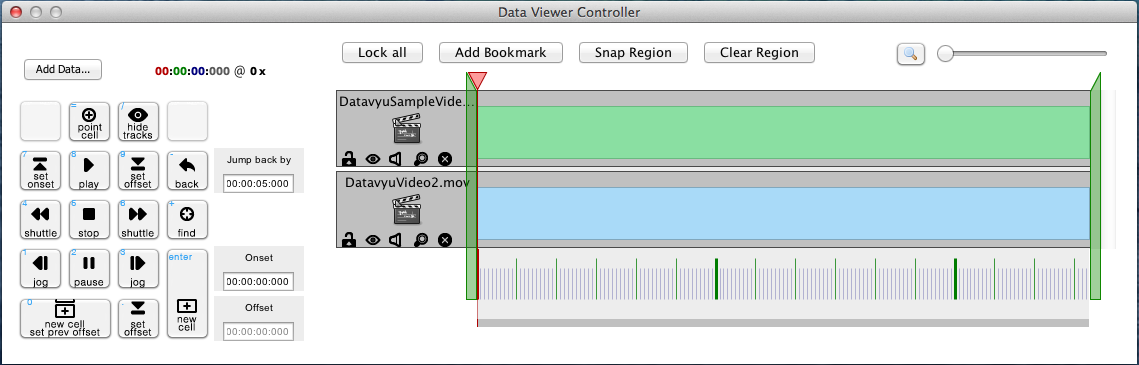 Data Viewer Controller
Lock all
Add Bookmark
Snap Region
Clear Region
Add Data...
00:00:00:000 @ 0 x
DatavyuSampleVide...
= point cell
/ hide tracks
7 set onset
8 play
9 set offset
- back
Jump back by
00:00:05:000
DatavyuVideo2.mov
4 shuttle
5 stop
6 shuttle
+ find
1 jog
2 pause
3 jog
enter new cell
Onset
00:00:00:000
0 new cell set prev offset
. set offset
Offset
00:00:00:000